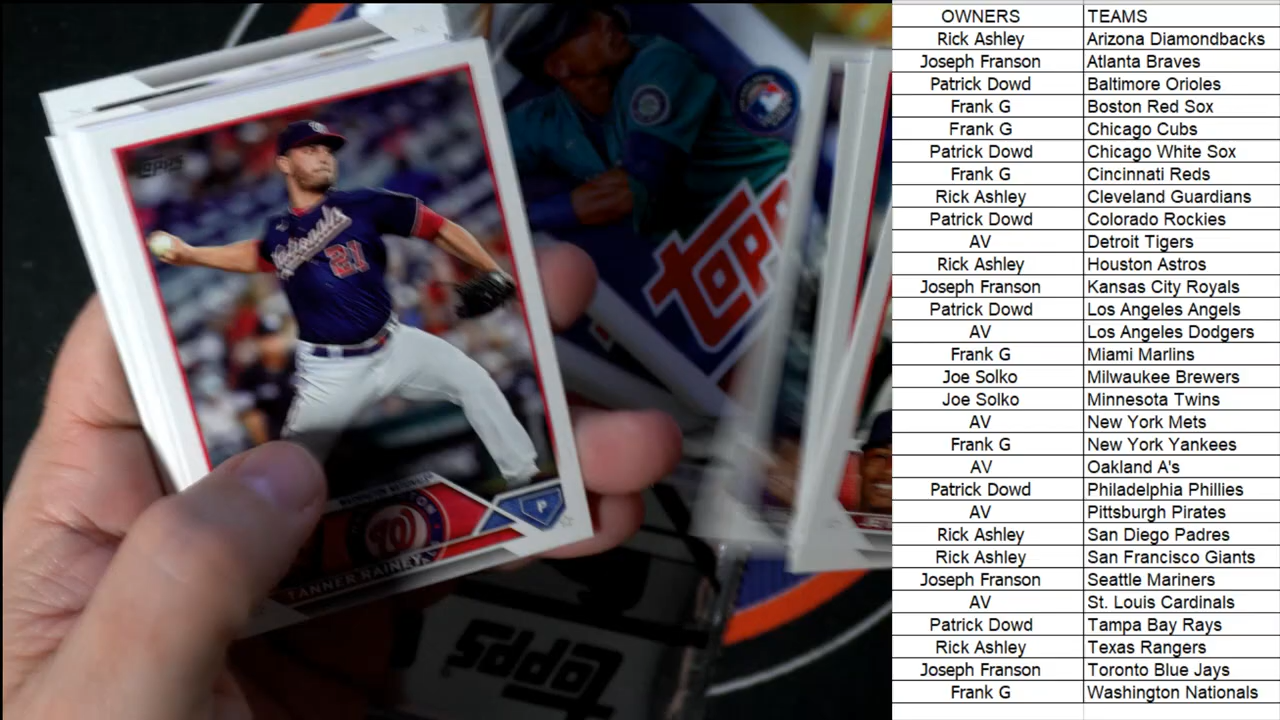 TOPPS
Nationals
21
WASHINGTON NATIONALS
W
P
TANNER RAINEY
TOPP
TOPPS
OWNERS TEAMS
Rick Ashley Arizona Diamondbacks
Joseph Franson Atlanta Braves
Patrick Dowd Baltimore Orioles
Frank G Boston Red Sox
Frank G Chicago Cubs
Patrick Dowd Chicago White Sox
Frank G Cincinnati Reds
Rick Ashley Cleveland Guardians
Patrick Dowd Colorado Rockies
AV Detroit Tigers
Rick Ashley Houston Astros
Joseph Franson Kansas City Royals
Patrick Dowd Los Angeles Angels
AV Los Angeles Dodgers
Frank G Miami Marlins
Joe Solko Milwaukee Brewers
Joe Solko Minnesota Twins
AV New York Mets
Frank G New York Yankees
AV Oakland A's
Patrick Dowd Philadelphia Phillies
AV Pittsburgh Pirates
Rick Ashley San Diego Padres
Rick Ashley San Francisco Giants
Joseph Franson Seattle Mariners
AV St. Louis Cardinals
Patrick Dowd Tampa Bay Rays
Rick Ashley Texas Rangers
Joseph Franson Toronto Blue Jays
Frank G Washington Nationals